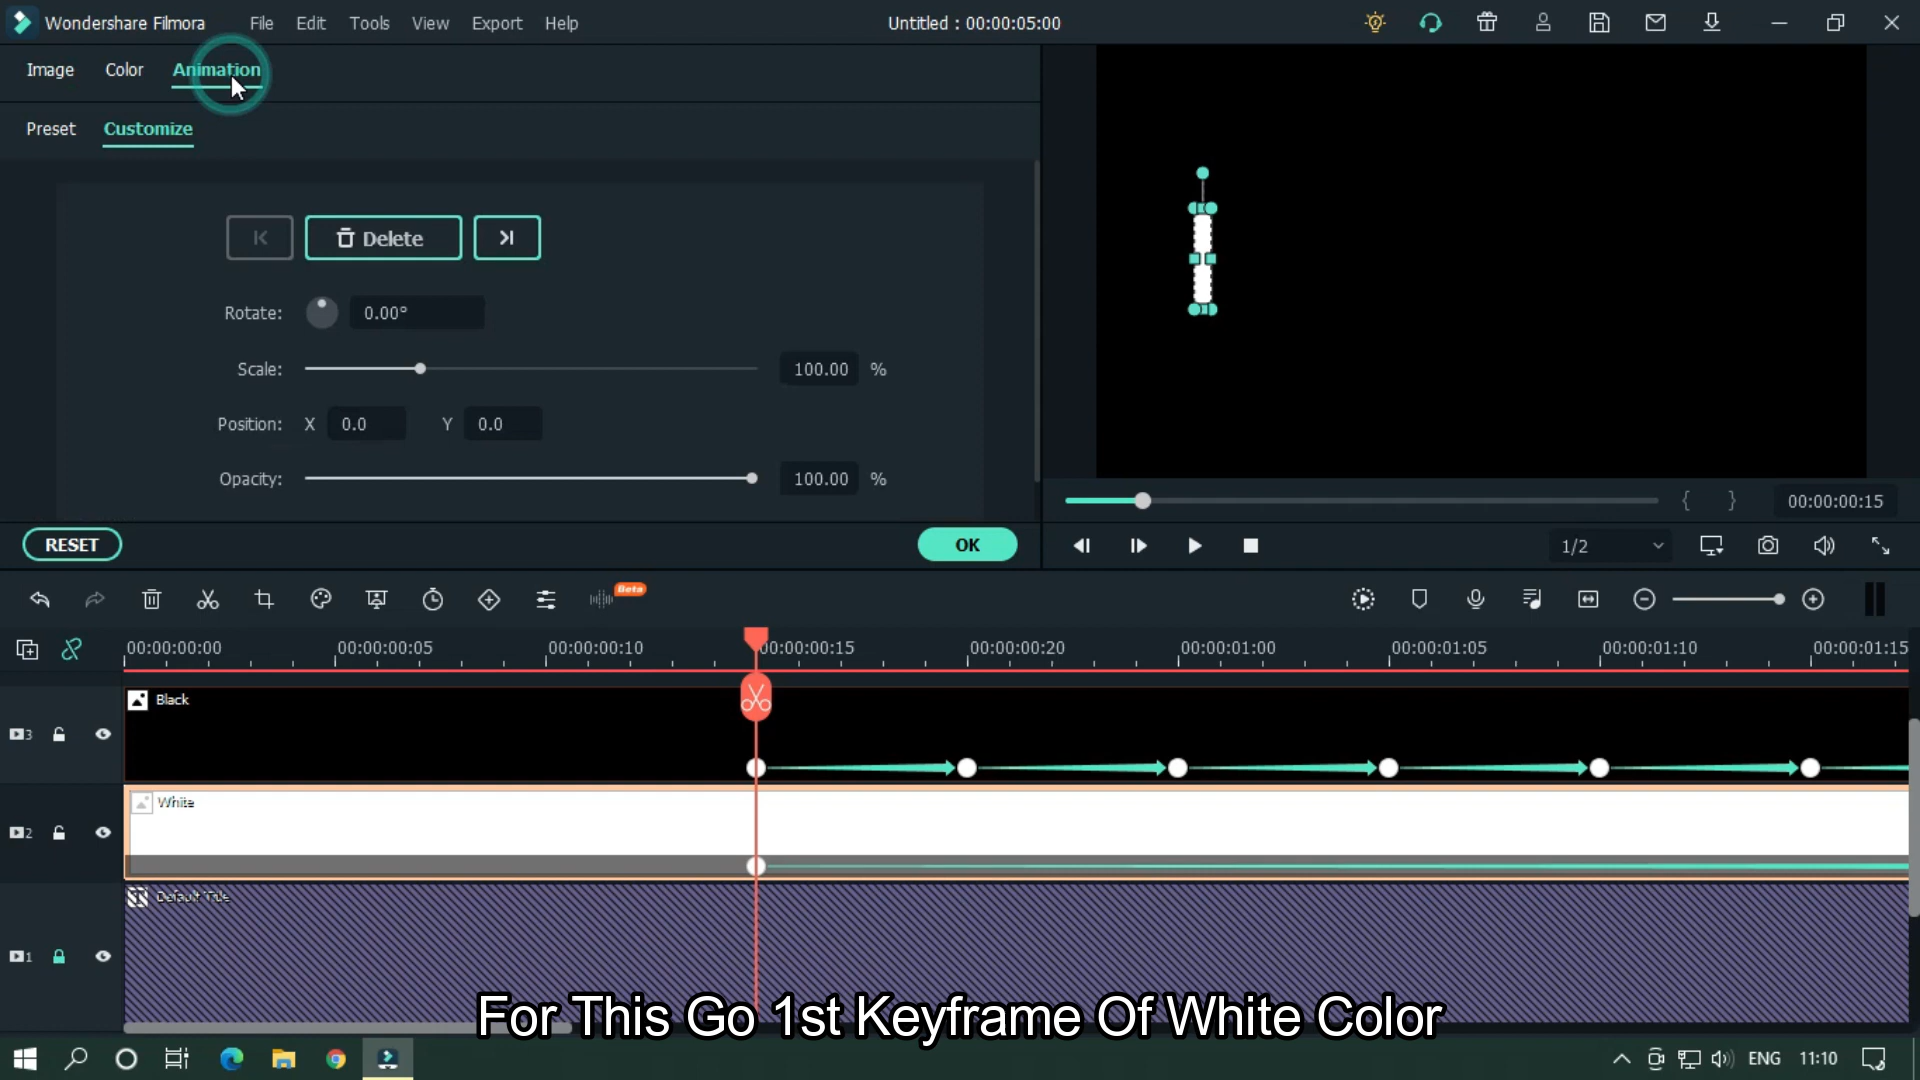 Wondershare Filmora File Edit Tools View Export Help Untitled : 00:00:05:00
Image Color Animation
Preset Customize
Delete
Rotate: 0.00°
Scale: 100.00 %
Position: X 0.0 Y 0.0
Opacity: 100.00 %
RESET OK
{ } 00:00:00:15
1/2
Beta
00:00:00:00 00:00:00:05 00:00:00:10 00:00:00:15 00:00:00:20 00:00:01:00 00:00:01:05 00:00:01:10 00:00:01:15
Black
3
White
2
Default Title
1
For This Go 1st Keyframe Of White Color
ENG 11:10